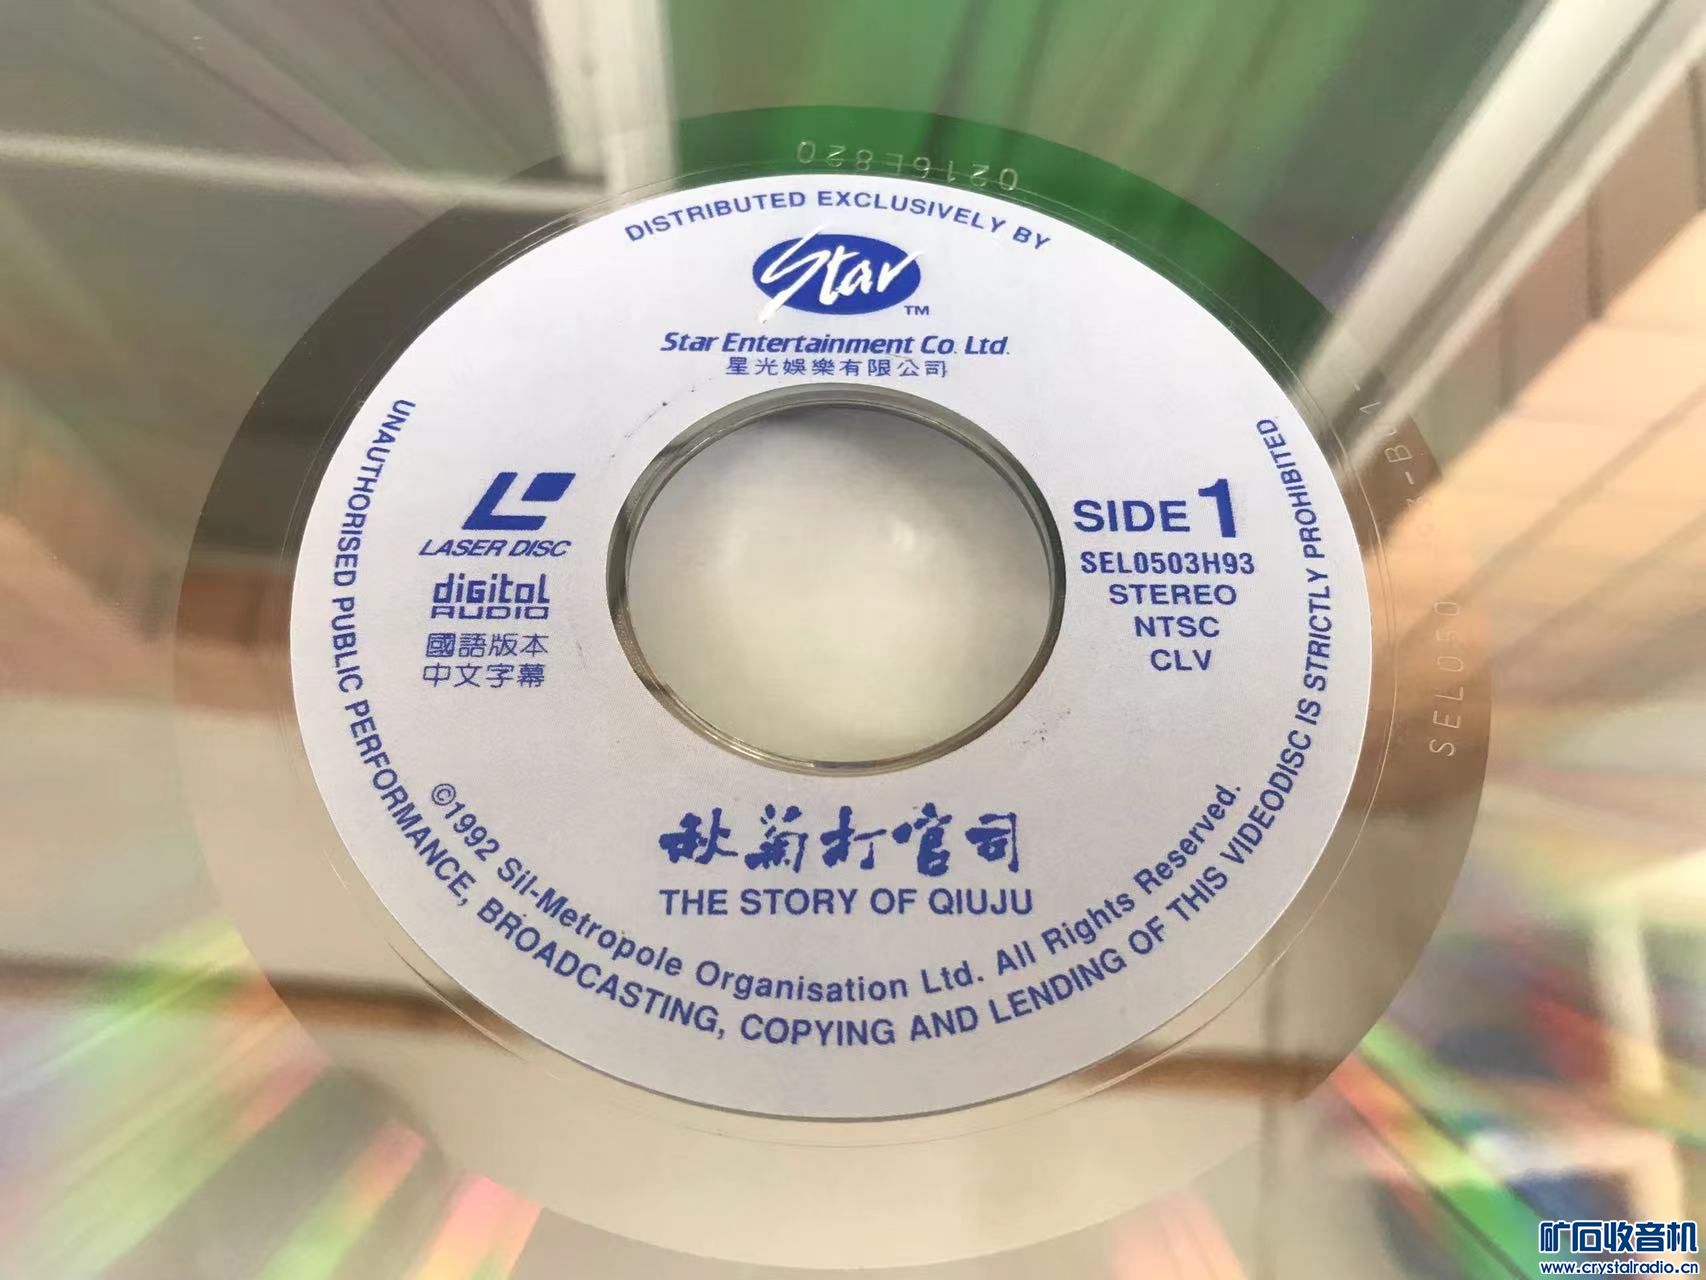 0216E820
DISTRIBUTED EXCLUSIVELY BY
Star TM
Star Entertainment Co. Ltd.
星光娛樂有限公司
LASER DISC
digital AUDIO
國語版本
中文字幕
SIDE 1
SEL0503H93
STEREO
NTSC
CLV
秋菊打官司
THE STORY OF QIUJU
©1992 Sil-Metropole Organisation Ltd. All Rights Reserved.
UNAUTHORISED PUBLIC PERFORMANCE, BROADCASTING, COPYING AND LENDING OF THIS VIDEODISC IS STRICTLY PROHIBITED
矿石收音机
www.crystalradio.cn